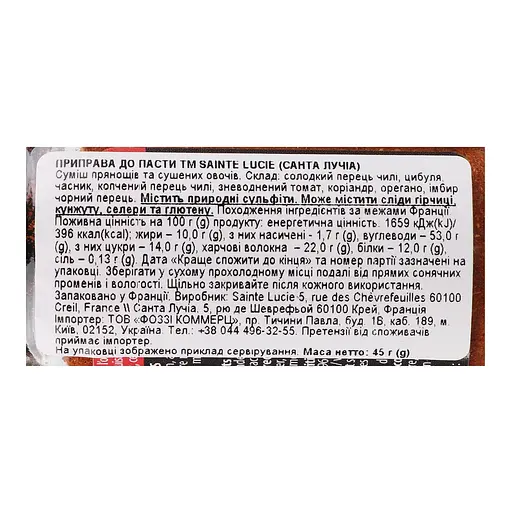 ПРИПРАВА ДО ПАСТИ ТМ SAINTE LUCIE (САНТА ЛУЧІА)
Суміш прянощів та сушених овочів. Склад: солодкий перець чилі, цибуля,
часник, копчений перець чилі, зневоднений томат, коріандр, орегано, імбир
чорний перець. Містить природні сульфіти. Може містити сліди гірчиці,
кунжуту, селери та глютену. Походження інгредієнтів за межами Франції
Поживна цінність на 100 г (g) продукту: енергетична цінність: 1659 кДж(kJ)/
396 ккал(kcal); жири – 10,0 г (g), з них насичені - 1,7 г (g), вуглеводи – 53,0 г
(g), з них цукри – 14,0 г (g), харчові волокна – 22,0 г (g), білки - 12,0 г (g),
сіль – 0,13 г (g). Дата «Краще спожити до кінця» та номер партії зазначені на
упаковці. Зберігати у сухому прохолодному місці подалі від прямих сонячних
променів і вологості. Щільно закривайте після кожного використання.
Запаковано у Франції. Виробник: Sainte Lucie 5, rue des Chèvrefeuilles 60100
Creil, France \\ Санта Лучіа, 5, рю де Шеврефьой 60100 Крей, Франція
Імпортер: ТОВ «ФОЗЗІ КОММЕРЦ», пр. Тичини Павла, буд. 1В, каб. 189, м.
Київ, 02152, Україна. Тел.: +38 044 496-32-55. Претензії від споживачів
приймає імпортер.
На упаковці зображено приклад сервірування. Маса нетто: 45 г (g)